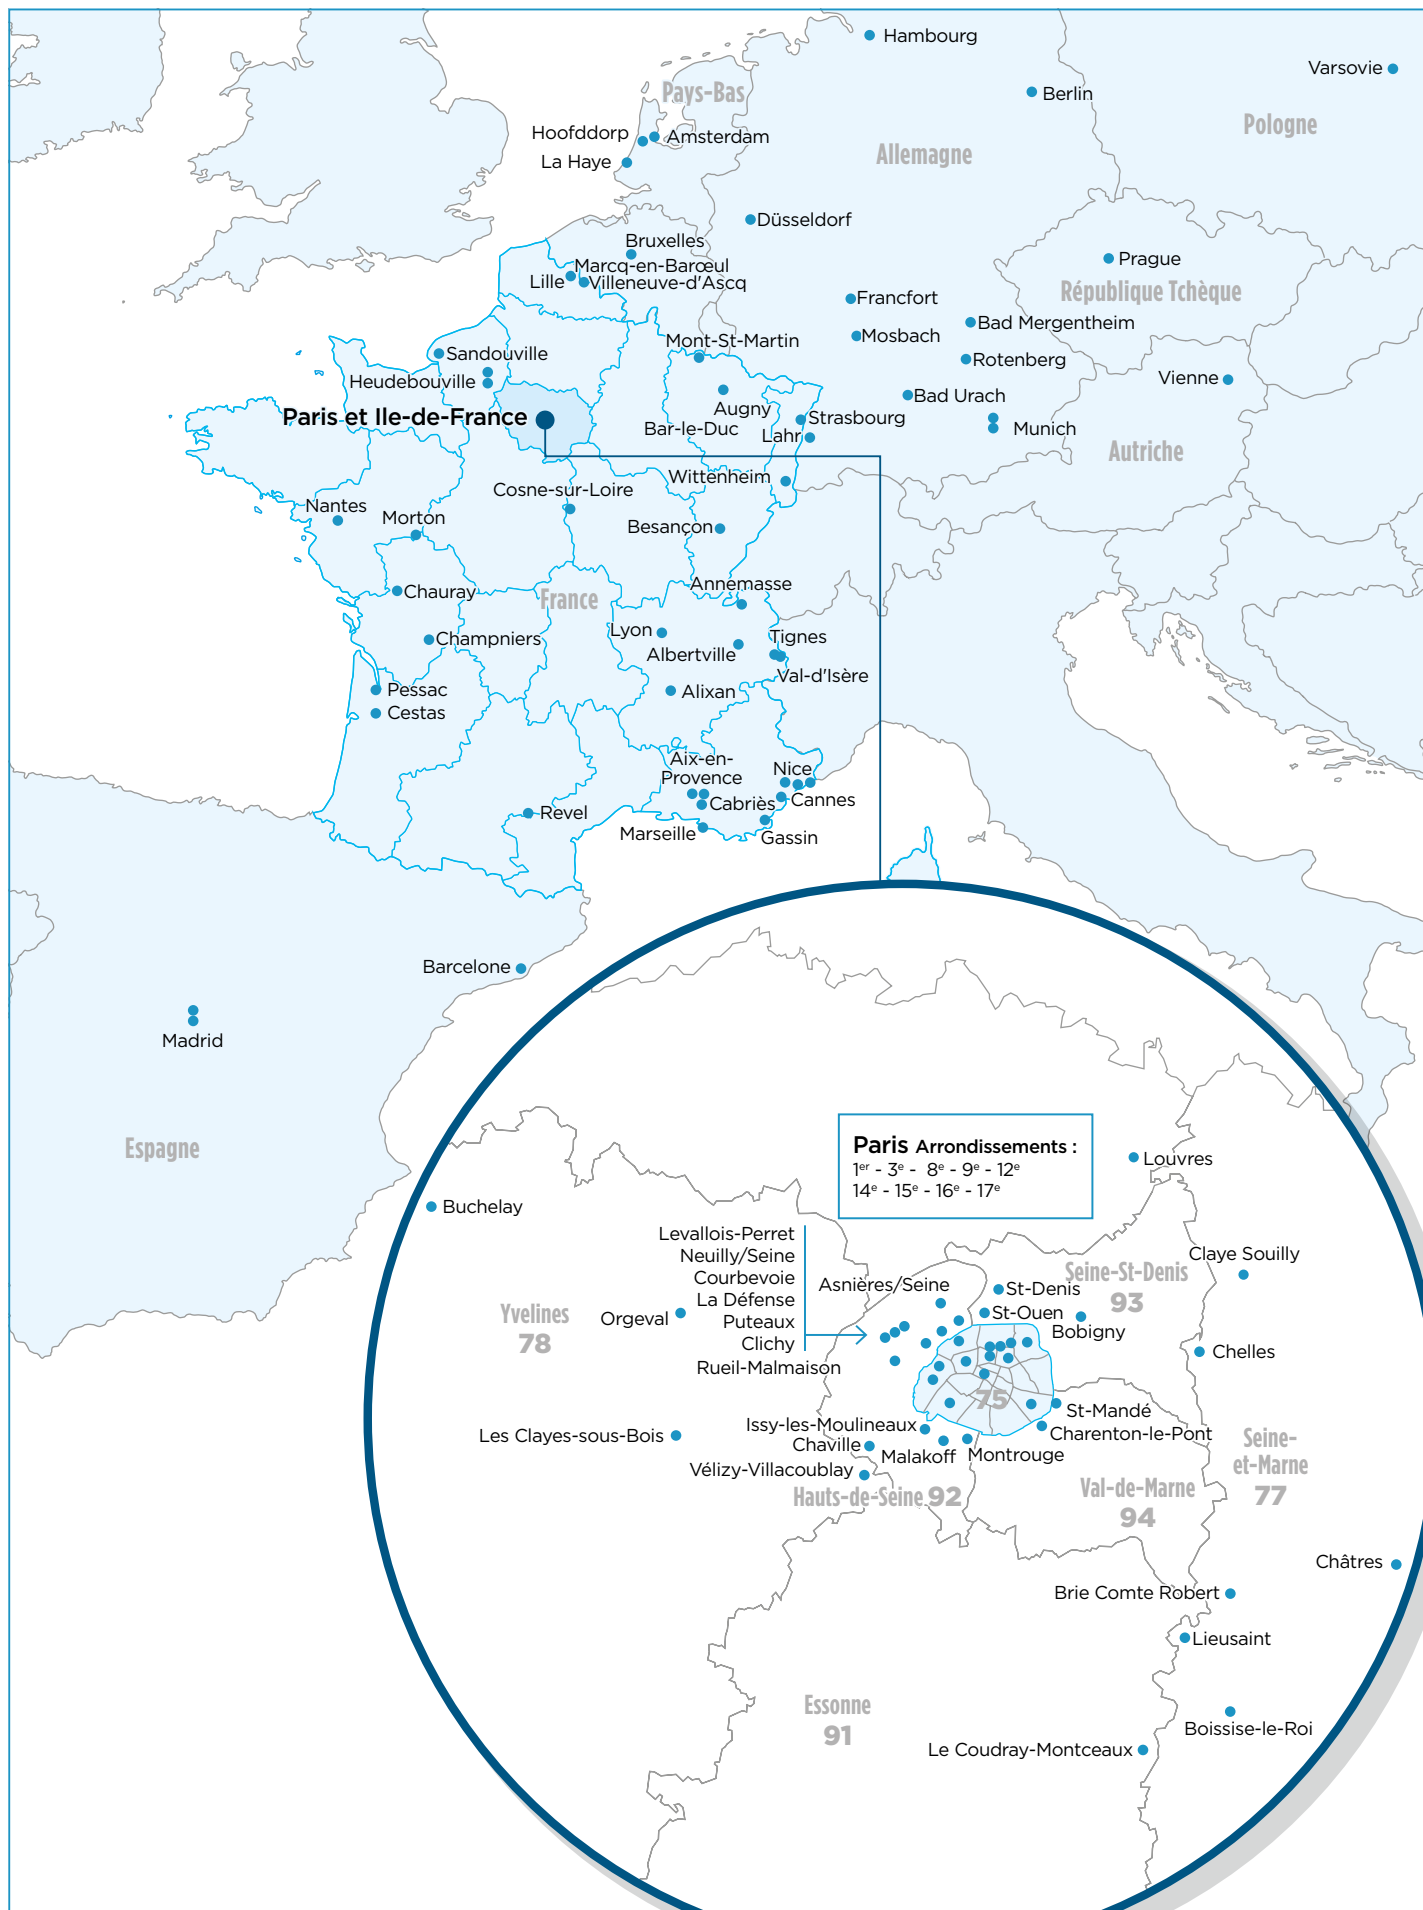 Hambourg
Varsovie
Berlin
Pays-Bas
Pologne
Hoofddorp
Amsterdam
La Haye
Allemagne
Düsseldorf
Bruxelles
Prague
Marcq-en-Barœul
Lille
Villeneuve-d'Ascq
République Tchèque
Francfort
Bad Mergentheim
Mosbach
Mont-St-Martin
Sandouville
Rotenberg
Heudebouville
Vienne
Bad Urach
Augny
Paris et Ile-de-France
Strasbourg
Bar-le-Duc
Munich
Lahr
Autriche
Wittenheim
Cosne-sur-Loire
Nantes
Morton
Besançon
Annemasse
Chauray
France
Lyon
Champniers
Tignes
Albertville
Val-d'Isère
Pessac
Alixan
Cestas
Aix-en-
Provence
Nice
Cannes
Cabriès
Revel
Marseille
Gassin
Barcelone
Madrid
Espagne
Paris Arrondissements :
1er - 3e - 8e - 9e - 12e
14e - 15e - 16e - 17e
Louvres
Buchelay
Levallois-Perret
Neuilly/Seine
Courbevoie
La Défense
Puteaux
Clichy
Rueil-Malmaison
Asnières/Seine
Claye Souilly
Seine-St-Denis
93
St-Denis
St-Ouen
Bobigny
Yvelines
78
Orgeval
Chelles
75
St-Mandé
Charenton-le-Pont
Issy-les-Moulineaux
Chaville
Malakoff
Montrouge
Les Clayes-sous-Bois
Vélizy-Villacoublay
Hauts-de-Seine 92
Val-de-Marne
94
Seine-
et-Marne
77
Châtres
Brie Comte Robert
Lieusaint
Essonne
91
Boissise-le-Roi
Le Coudray-Montceaux